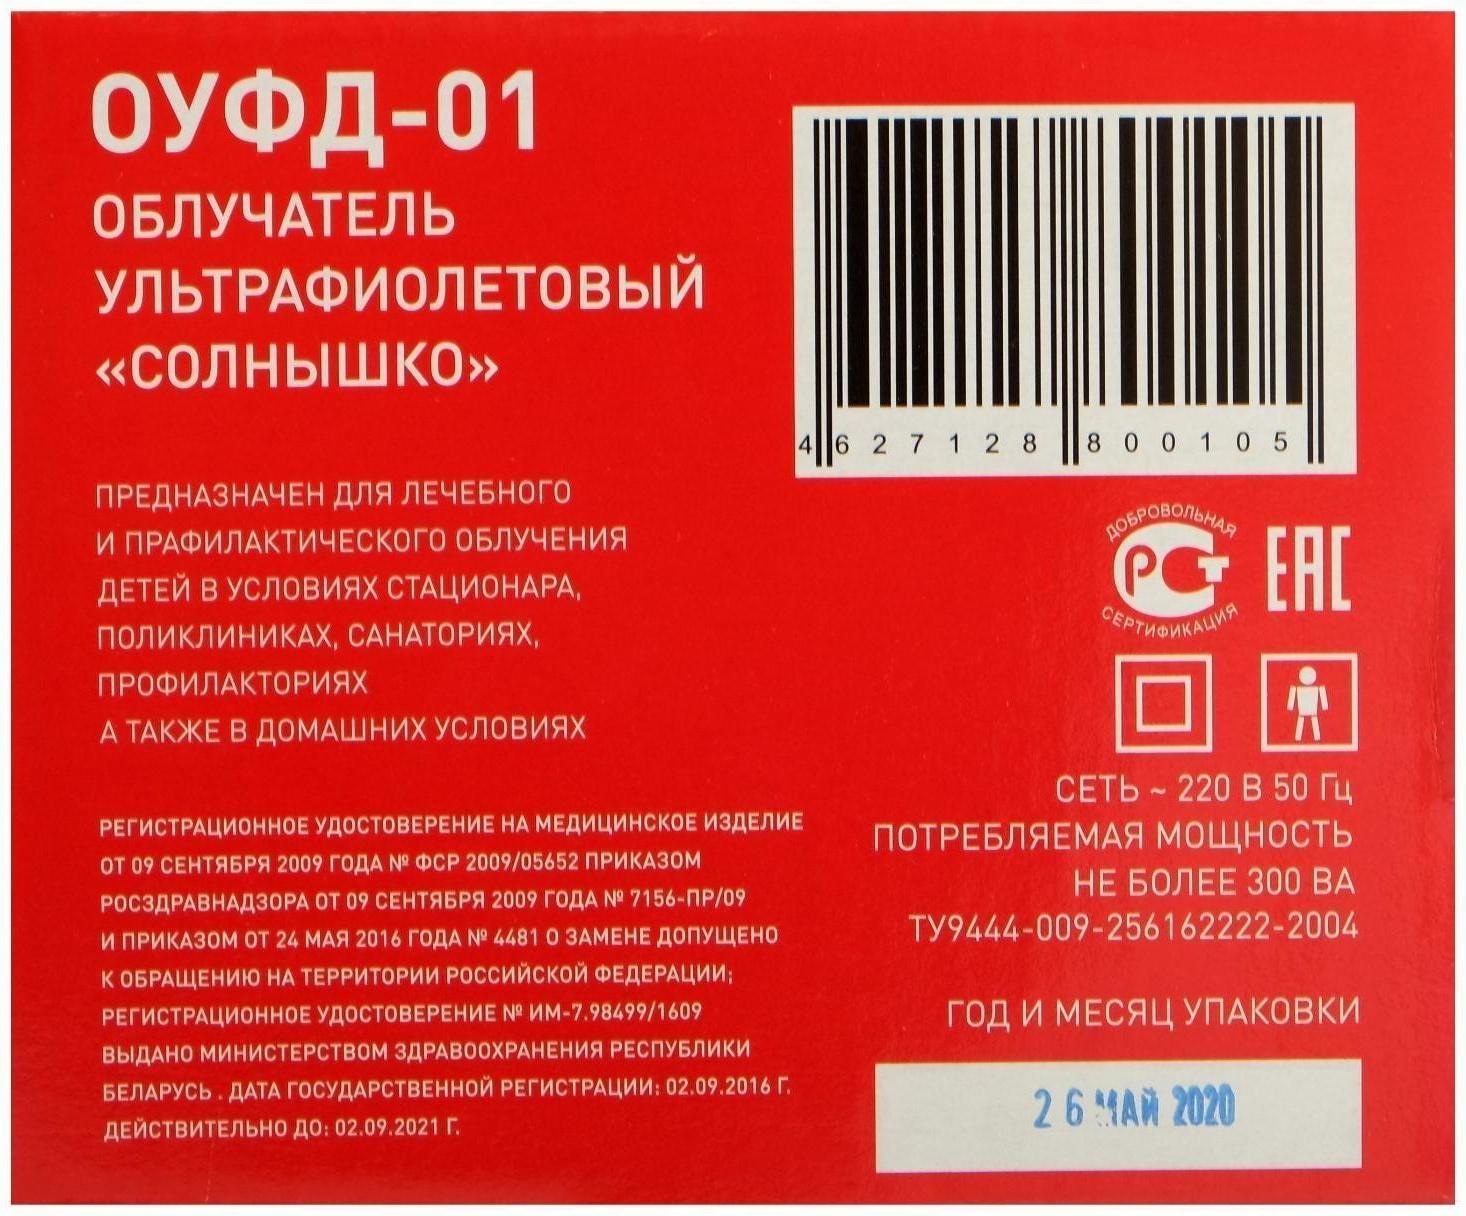 ОУФД-01
ОБЛУЧАТЕЛЬ
УЛЬТРАФИОЛЕТОВЫЙ
«СОЛНЫШКО»
ПРЕДНАЗНАЧЕН ДЛЯ ЛЕЧЕБНОГО
И ПРАФИЛАКТИЧЕСКОГО ОБЛУЧЕНИЯ
ДЕТЕЙ В УСЛОВИЯХ СТАЦИОНАРА,
ПОЛИКЛИНИКАХ, САНАТОРИЯХ,
ПРОФИЛАКТОРИЯХ
А ТАКЖЕ В ДОМАШНИХ УСЛОВИЯХ
РЕГИСТРАЦИОННОЕ УДОСТОВЕРЕНИЕ НА МЕДИЦИНСКОЕ ИЗДЕЛИЕ
ОТ 09 СЕНТЯБРЯ 2009 ГОДА № ФСР 2009/05652 ПРИКАЗОМ
РОСЗДРАВНАДЗОРА ОТ 09 СЕНТЯБРЯ 2009 ГОДА № 7156-ПР/09
И ПРИКАЗОМ ОТ 24 МАЯ 2016 ГОДА № 4481 О ЗАМЕНЕ ДОПУЩЕНО
К ОБРАЩЕНИЮ НА ТЕРРИТОРИИ РОССИЙСКОЙ ФЕДЕРАЦИИ;
РЕГИСТРАЦИОННОЕ УДОСТОВЕРЕНИЕ № ИМ-7.98499/1609
ВЫДАНО МИНИСТЕРСТВОМ ЗДРАВООХРАНЕНИЯ РЕСПУБЛИКИ
БЕЛАРУСЬ . ДАТА ГОСУДАРСТВЕННОЙ РЕГИСТРАЦИИ: 02.09.2016 Г.
ДЕЙСТВИТЕЛЬНО ДО: 02.09.2021 Г.
4 627128 800105
ДОБРОВОЛЬНАЯ
РСТ
СЕРТИФИКАЦИЯ
EAC
СЕТЬ ~ 220 В 50 Гц
ПОТРЕБЛЯЕМАЯ МОЩНОСТЬ
НЕ БОЛЕЕ 300 ВА
ТУ9444-009-256162222-2004
ГОД И МЕСЯЦ УПАКОВКИ
26 МАЙ 2020